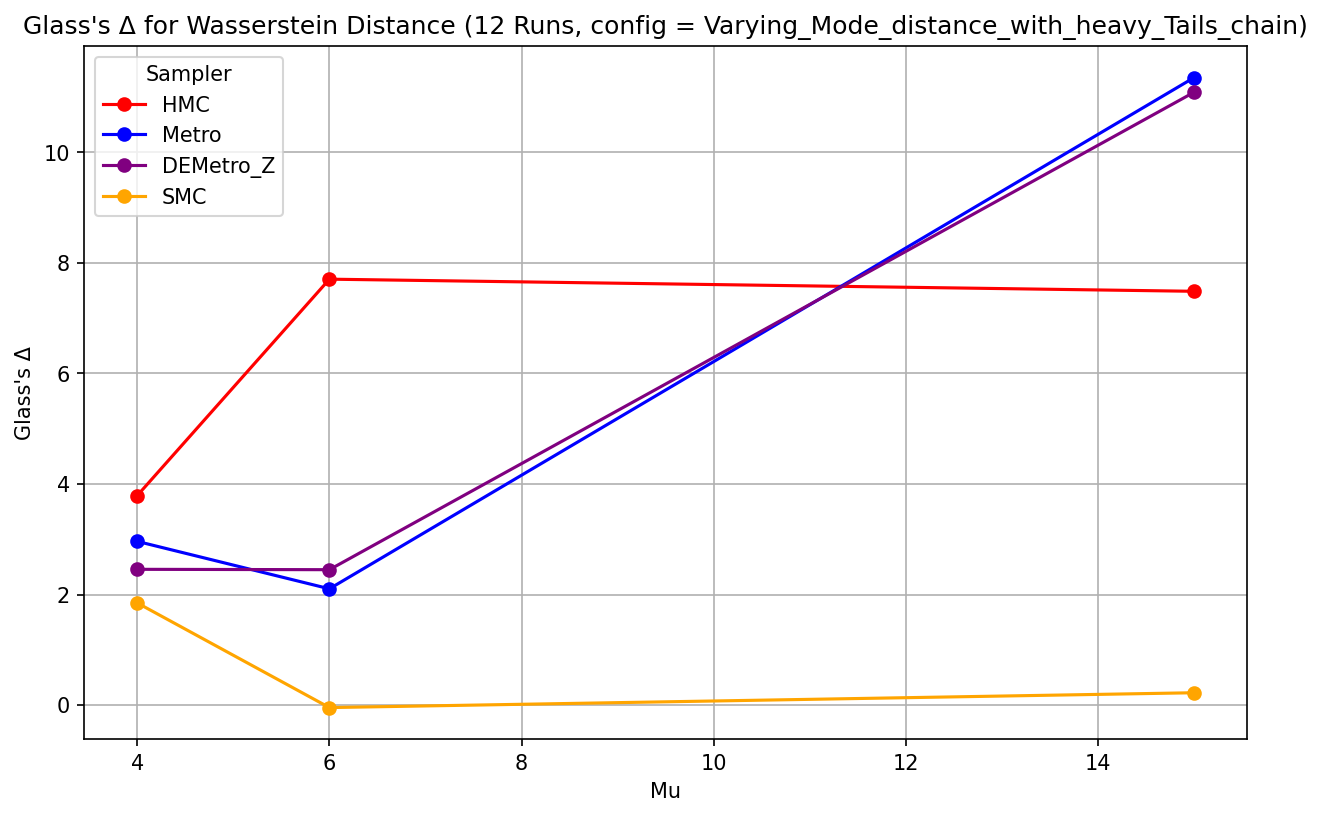 Glass's Δ for Wasserstein Distance (12 Runs, config = Varying_Mode_distance_with_heavy_Tails_chain)
Sampler
HMC
Metro
DEMetro_Z
SMC
Glass's Δ
10
8
6
4
2
0
4
6
8
10
12
14
Mu